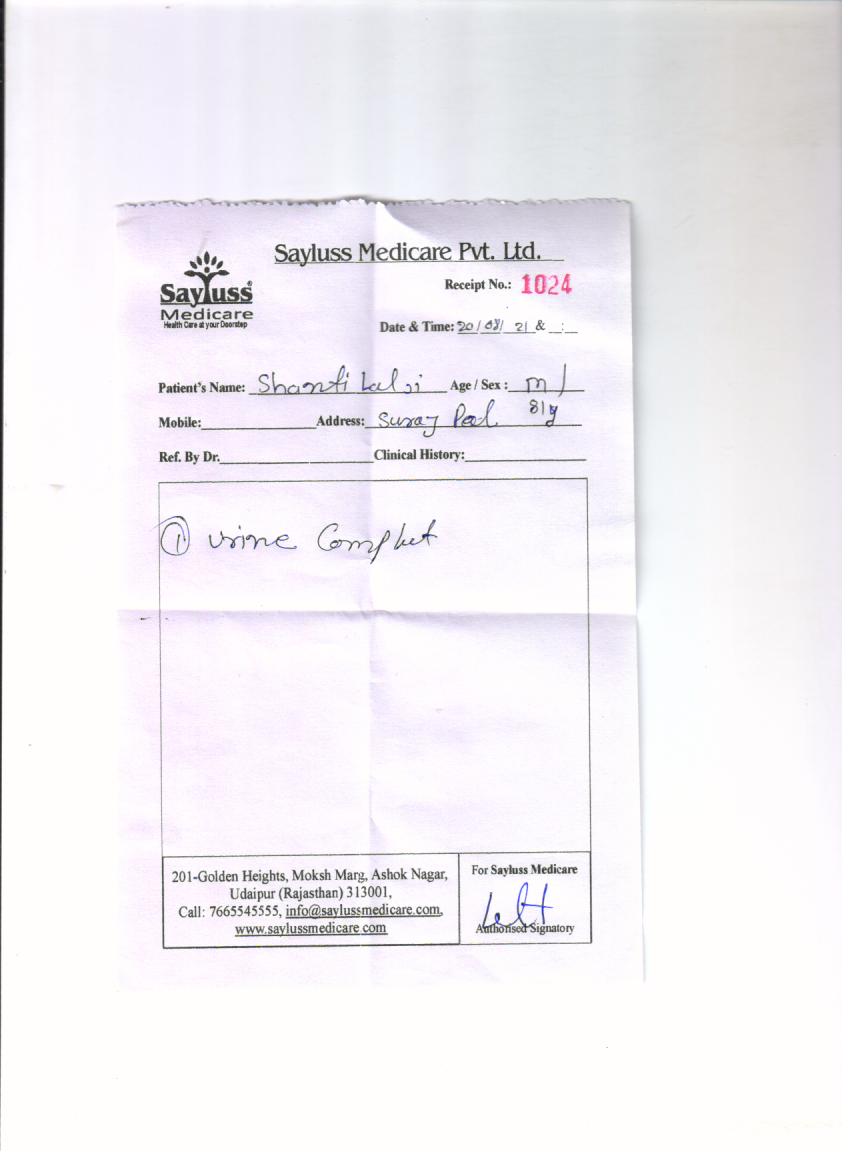 Sayluss Medicare Pvt. Ltd.
Sayluss®
Medicare
Health Care at your Doorstep
Receipt No.: 1024
Date & Time: 20/08/21 & :
Patient's Name: Shanti Lal ji Age / Sex : m / 81y
Mobile: Address: Suraj Pol
Ref. By Dr. Clinical History:
① Urine Complet
201-Golden Heights, Moksh Marg, Ashok Nagar,
Udaipur (Rajasthan) 313001,
Call: 7665545555, info@saylussmedicare.com,
www.saylussmedicare.com
For Sayluss Medicare
Authorised Signatory